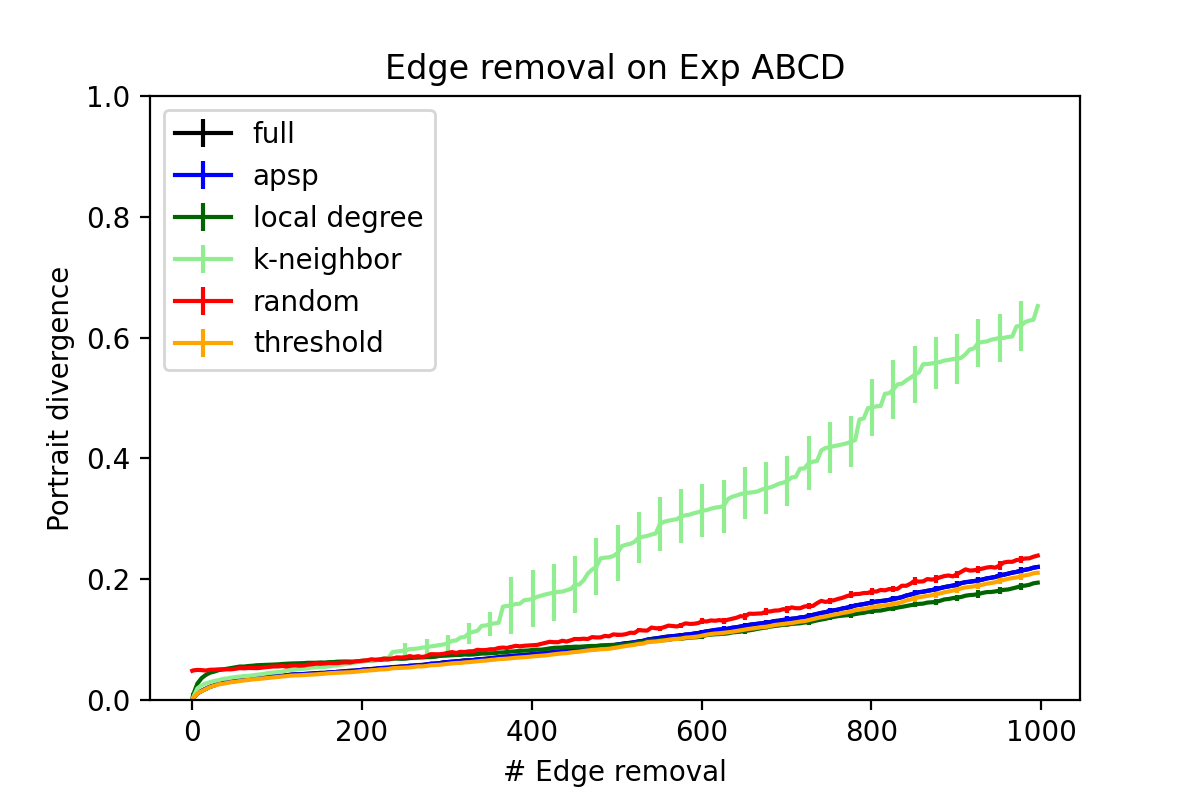 Edge removal on Exp ABCD
1.0
0.8
0.6
0.4
0.2
0.0
Portrait divergence
full
apsp
local degree
k-neighbor
random
threshold
0 200 400 600 800 1000
# Edge removal